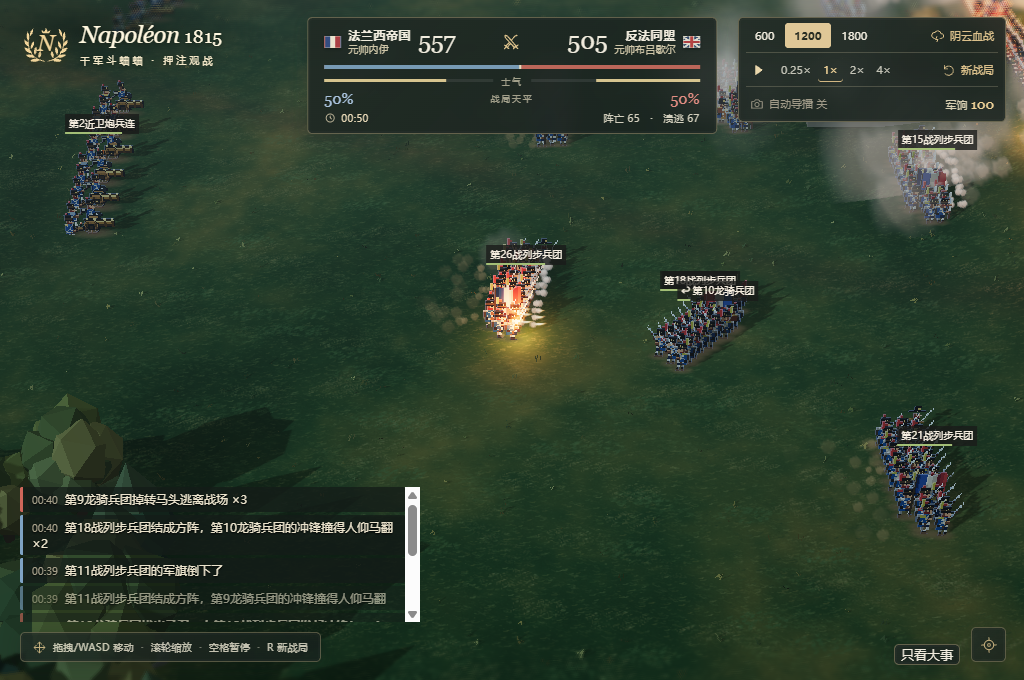 Napoléon 1815
千军斗蛐蛐 · 押注观战
法兰西帝国
元帅内伊
557
505
反法同盟
元帅布吕歇尔
士气
50%
战局天平
50%
00:50
阵亡 65 · 溃逃 67
600 1200 1800 阴云血战
0.25× 1× 2× 4× 新战局
自动导播 关 军饷 100
第2近卫炮兵连
第15战列步兵团
第26战列步兵团
第18战列步兵团
↩ 第10龙骑兵团
第21战列步兵团
00:40 第9龙骑兵团掉转马头逃离战场 ×3
00:40 第18战列步兵团结成方阵，第10龙骑兵团的冲锋撞得人仰马翻
×2
00:39 第11战列步兵团的军旗倒下了
00:39 第11战列步兵团结成方阵，第9龙骑兵团的冲锋撞得人仰马翻
拖拽/WASD 移动 · 滚轮缩放 · 空格暂停 · R 新战局
只看大事